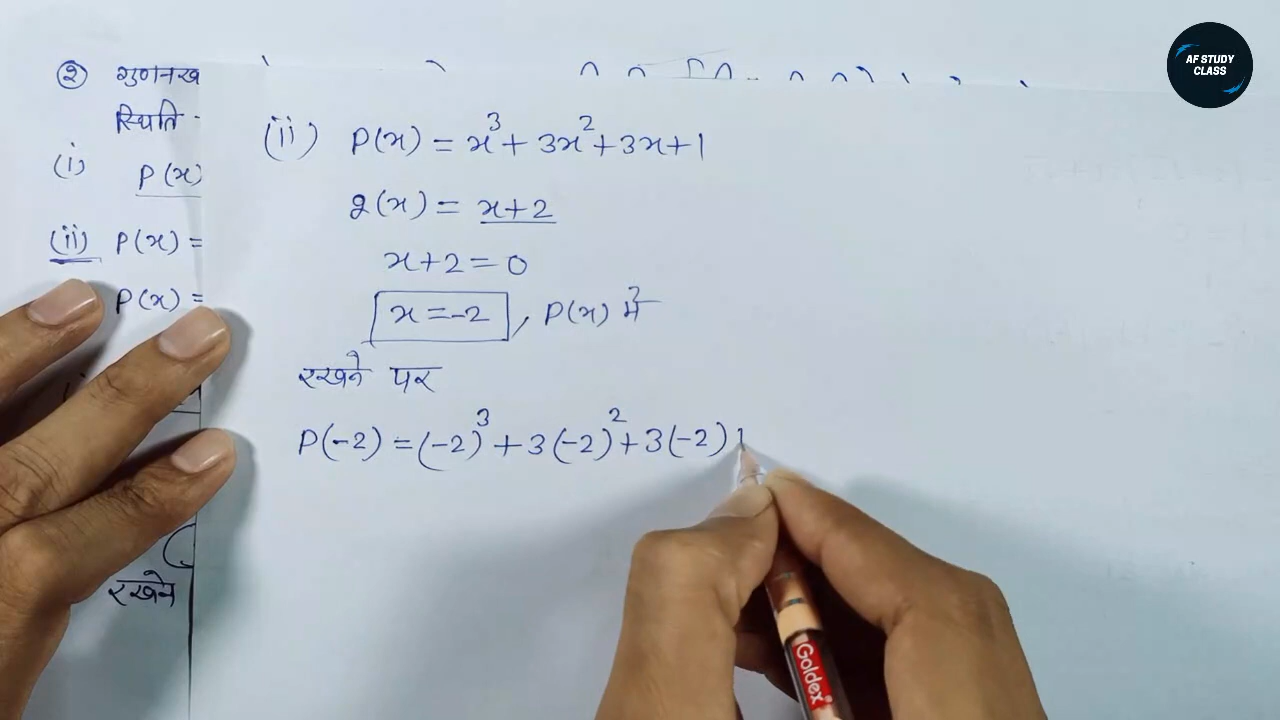 AF STUDY
CLASS
② गुणनख
स्थिति -
(i)
P(x)
(ii) P(x) =
P(x) =
रखने
(ii) P(x) = x³ + 3x² + 3x + 1
g(x) = x + 2
x + 2 = 0
x = -2 , P(x) में
रखने पर
P(-2) = (-2)³ + 3(-2)² + 3(-2)
Goldex